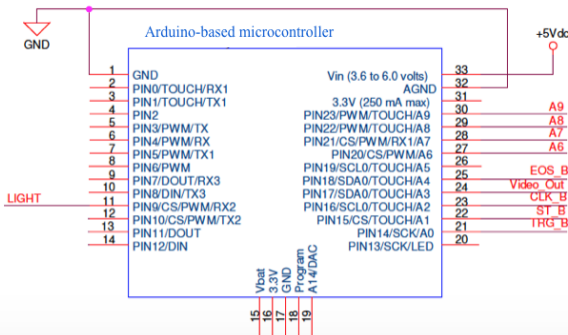 Arduino-based microcontroller
GND
+5Vdc
1 GND
2 PIN0/TOUCH/RX1
3 PIN1/TOUCH/TX1
4 PIN2
5 PIN3/PWM/TX
6 PIN4/PWM/RX
7 PIN5/PWM/TX1
8 PIN6/PWM
9 PIN7/DOUT/RX3
10 PIN8/DIN/TX3
LIGHT 11 PIN9/CS/PWM/RX2
12 PIN10/CS/PWM/TX2
13 PIN11/DOUT
14 PIN12/DIN
Vin (3.6 to 6.0 volts) 33
AGND 32
3.3V (250 mA max) 31
PIN23/PWM/TOUCH/A9 30 A9
PIN22/PWM/TOUCH/A8 29 A8
PIN21/CS/PWM/RX1/A7 28 A7
PIN20/CS/PWM/A6 27 A6
PIN19/SCL0/TOUCH/A5 26
PIN18/SDA0/TOUCH/A4 25 EOS_B
PIN17/SDA0/TOUCH/A3 24 Video_Out
PIN16/SCL0/TOUCH/A2 23 CLK_B
PIN15/CS/TOUCH/A1 22 ST_B
PIN14/SCK/A0 21 TRG_B
PIN13/SCK/LED 20
Vbat 15
3.3V 16
GND 17
Program 18
A14/DAC 19